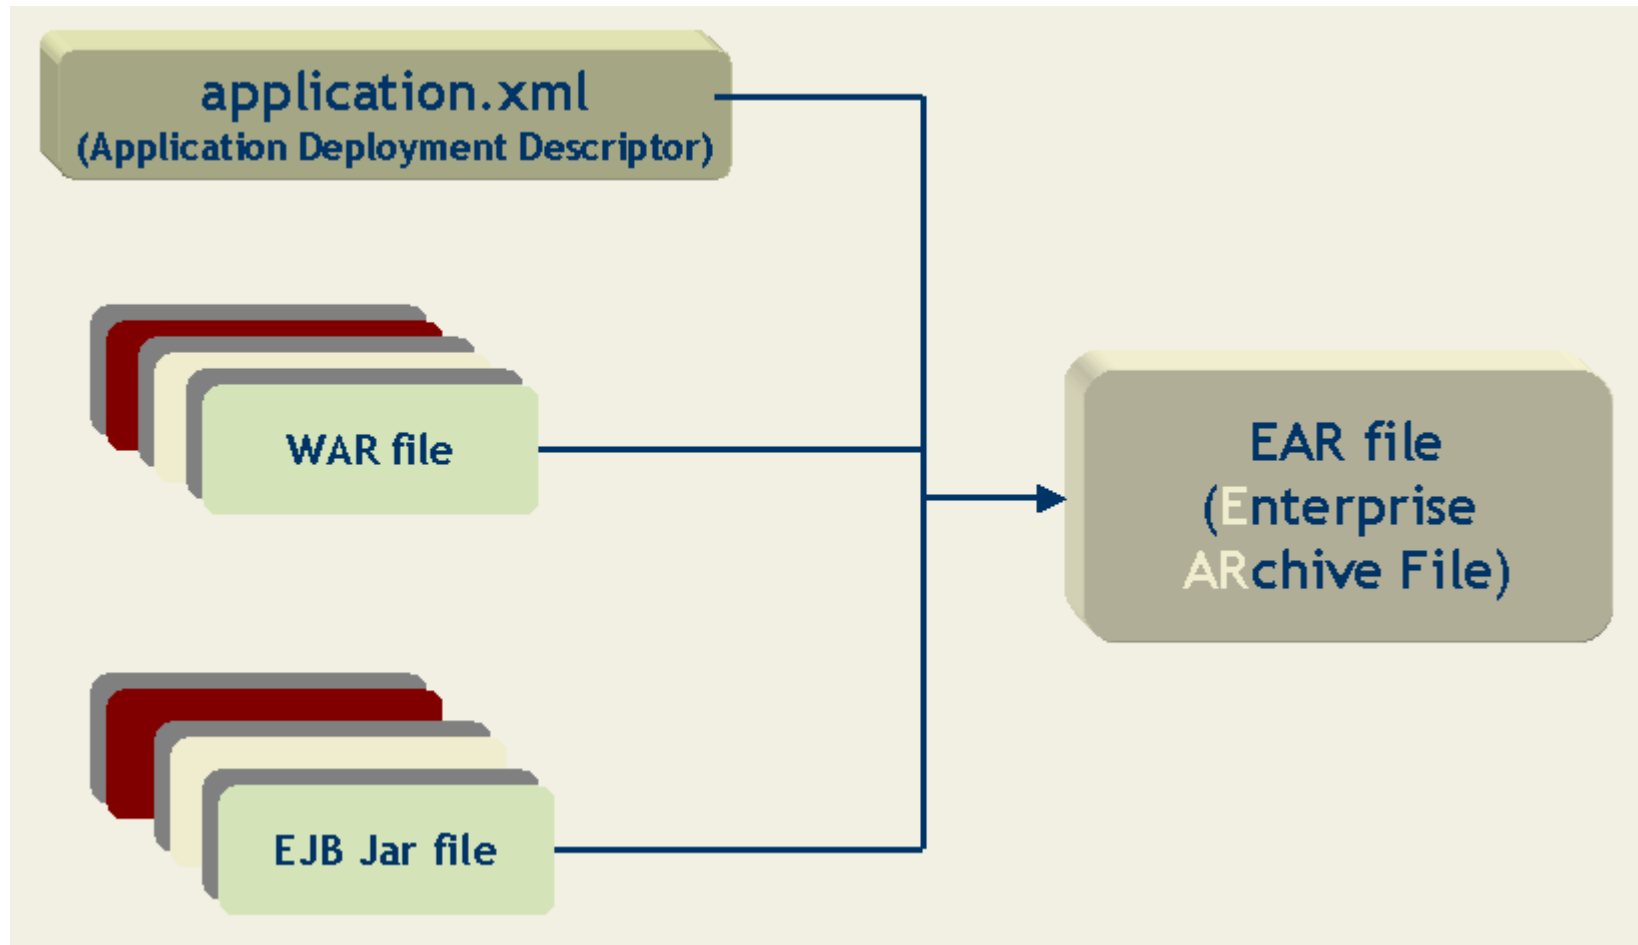 application.xml
(Application Deployment Descriptor)
WAR file
EJB Jar file
EAR file
(Enterprise
ARchive File)